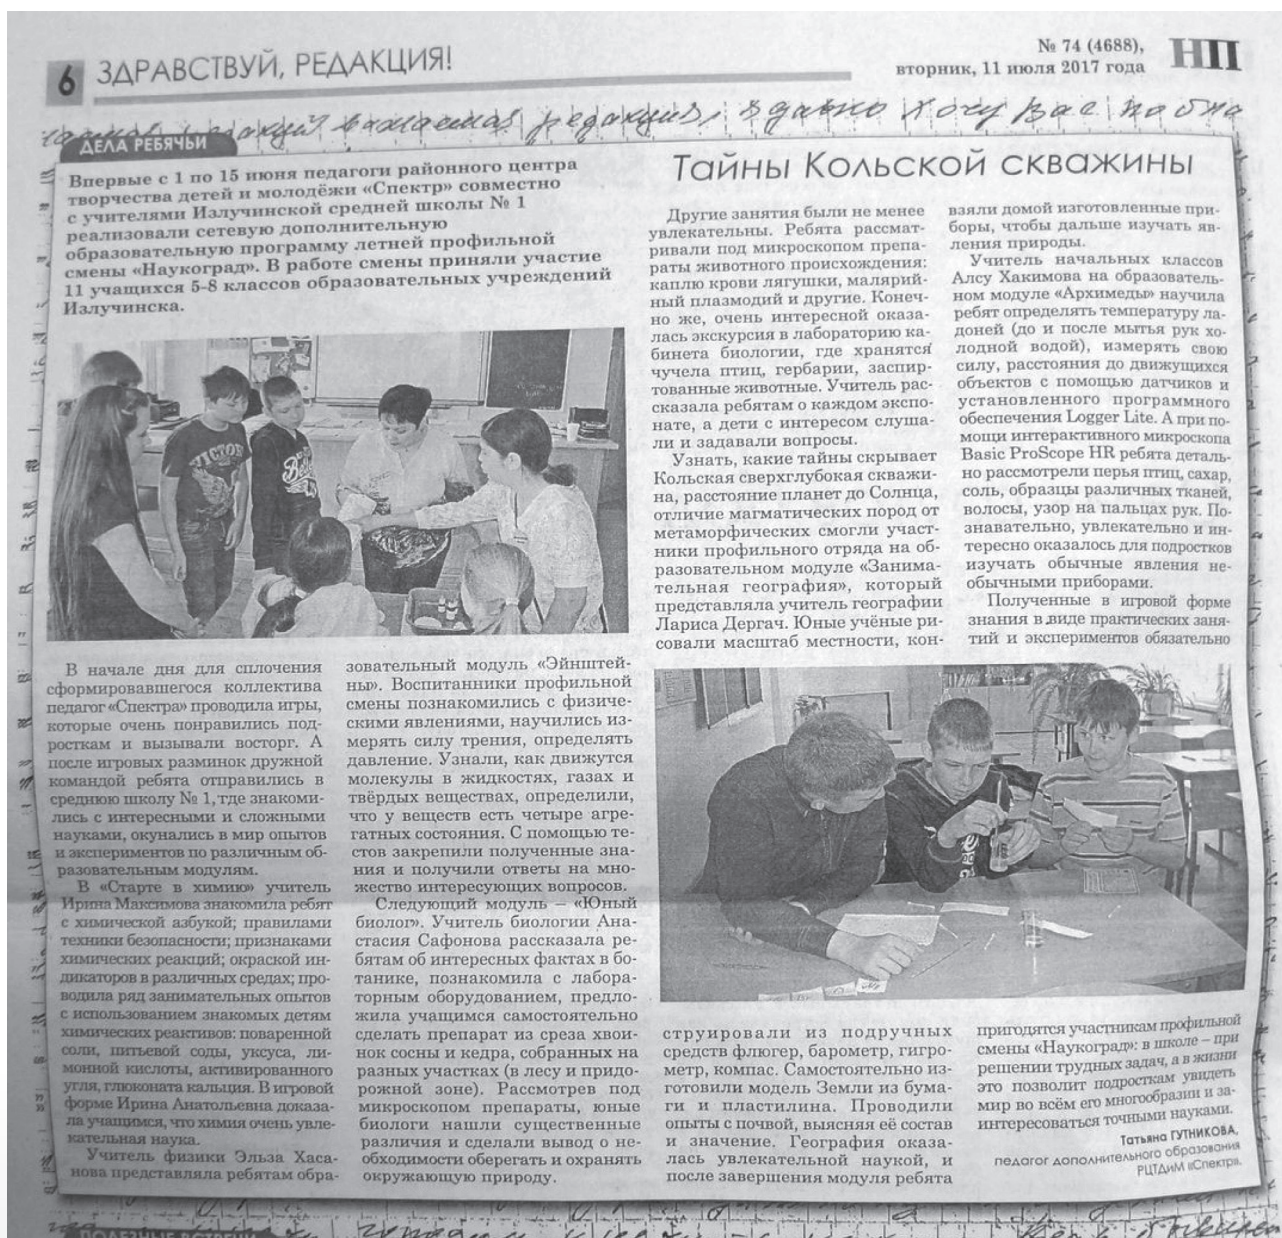 6 ЗДРАВСТВУЙ, РЕДАКЦИЯ!
№ 74 (4688),
вторник, 11 июля 2017 года
НП
редакция, я давно хочу Вас
ДЕЛА РЕБЯЧЬИ
Впервые с 1 по 15 июня педагоги районного центра
творчества детей и молодёжи «Спектр» совместно
с учителями Излучинской средней школы № 1
реализовали сетевую дополнительную
образовательную программу летней профильной
смены «Наукоград». В работе смены приняли участие
11 учащихся 5-8 классов образовательных учреждений
Излучинска.
Тайны Кольской скважины
В начале дня для сплочения
сформировавшегося коллектива
педагог «Спектра» проводила игры,
которые очень понравились под-
росткам и вызывали восторг. А
после игровых разминок дружной
командой ребята отправились в
среднюю школу № 1, где знакоми-
лись с интересными и сложными
науками, окунались в мир опытов
и экспериментов по различным об-
разовательным модулям.
В «Старте в химию» учитель
Ирина Максимова знакомила ребят
с химической азбукой; правилами
техники безопасности; признаками
химических реакций; окраской ин-
дикаторов в различных средах; про-
водила ряд занимательных опытов
с использованием знакомых детям
химических реактивов: поваренной
соли, питьевой соды, уксуса, ли-
монной кислоты, активированного
угля, глюконата кальция. В игровой
форме Ирина Анатольевна доказа-
ла учащимся, что химия очень увле-
кательная наука.
Учитель физики Эльза Хаса-
нова представляла ребятам обра-
зовательный модуль «Эйнштей-
ны». Воспитанники профильной
смены познакомились с физиче-
скими явлениями, научились из-
мерять силу трения, определять
давление. Узнали, как движутся
молекулы в жидкостях, газах и
твёрдых веществах, определили,
что у веществ есть четыре агре-
гатных состояния. С помощью те-
стов закрепили полученные зна-
ния и получили ответы на мно-
жество интересующих вопросов.
Следующий модуль – «Юный
биолог». Учитель биологии Ана-
стасия Сафонова рассказала ре-
бятам об интересных фактах в бо-
танике, познакомила с лабора-
торным оборудованием, предло-
жила учащимся самостоятельно
сделать препарат из среза хвои-
нок сосны и кедра, собранных на
разных участках (в лесу и придо-
рожной зоне). Рассмотрев под
микроскопом препараты, юные
биологи нашли существенные
различия и сделали вывод о не-
обходимости оберегать и охранять
окружающую природу.
Другие занятия были не менее
увлекательны. Ребята рассмат-
ривали под микроскопом препа-
раты животного происхождения:
каплю крови лягушки, малярий-
ный плазмодий и другие. Конеч-
но же, очень интересной оказа-
лась экскурсия в лабораторию ка-
бинета биологии, где хранятся
чучела птиц, гербарии, заспир-
тованные животные. Учитель рас-
сказала ребятам о каждом экспо-
нате, а дети с интересом слуша-
ли и задавали вопросы.
Узнать, какие тайны скрывает
Кольская сверхглубокая скважи-
на, расстояние планет до Солнца,
отличие магматических пород от
метаморфических смогли участ-
ники профильного отряда на об-
разовательном модуле «Занима-
тельная география», который
представляла учитель географии
Лариса Дергач. Юные учёные ри-
совали масштаб местности, кон-
струировали из подручных
средств флюгер, барометр, гигро-
метр, компас. Самостоятельно из-
готовили модель Земли из бума-
ги и пластилина. Проводили
опыты с почвой, выясняя её состав
и значение. География оказа-
лась увлекательной наукой, и
после завершения модуля ребята
взяли домой изготовленные при-
боры, чтобы дальше изучать яв-
ления природы.
Учитель начальных классов
Алсу Хакимова на образователь-
ном модуле «Архимеды» научила
ребят определять температуру ла-
доней (до и после мытья рук хо-
лодной водой), измерять свою
силу, расстояния до движущихся
объектов с помощью датчиков и
установленного программного
обеспечения Logger Lite. А при по-
мощи интерактивного микроскопа
Basic ProScope HR ребята деталь-
но рассмотрели перья птиц, сахар,
соль, образцы различных тканей,
волосы, узор на пальцах рук. По-
знавательно, увлекательно и ин-
тересно оказалось для подростков
изучать обычные явления не-
обычными приборами.
Полученные в игровой форме
знания в виде практических заня-
тий и экспериментов обязательно
пригодятся участникам профильной
смены «Наукоград»: в школе – при
решении трудных задач, а в жизни
это позволит подросткам увидеть
мир во всём его многообразии и за-
интересоваться точными науками.
Татьяна ГУТНИКОВА,
педагог дополнительного образования
РЦТДиМ «Спектр».
ПОЛЕЗНЫЕ ВСТРЕЧИ